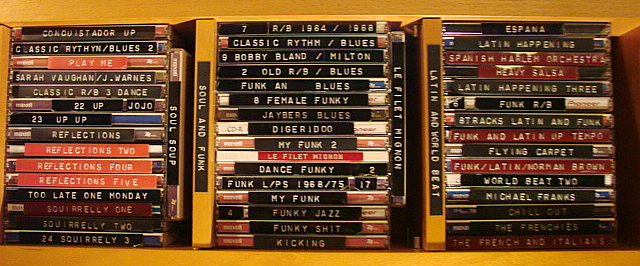 CONQUISTADOR UP
CLASSIC RYTHYN/BLUES 2
PLAY ME
SARAH VAUGHAN/J.WARNES
CLASSIC R/B 3 DANCE
22 UP JOJO
23 UP UP
REFLECTIONS
REFLECTIONS TWO
REFLECTIONS FOUR
REFLECTIONS FIVE
TOO LATE ONE MONDAY
SQUIRRELLY ONE
SQUIRRELLY TWO
24 SQUIRRELY 3
SOUL SOUP
SOUL AND FUNK
7 R/B 1964 / 1968
CLASSIC RYTHM / BLUES
9 BOBBY BLAND / MILTON
2 OLD R/B / BLUES
FUNK AN BLUES
8 FEMALE FUNKY
JAYBERS BLUES
CD-R DIGERIDOO Pioneer
MY FUNK 2
LE FILET MIGNON
DANCE FUNKY 2
FUNK L/PS 1968/75 17
MY FUNK
4 FUNKY JAZZ
FUNKY SHIT
KICKING
LE FILET MIGNON
LATIN AND WORLD BEAT
ESPANA
LATIN HAPPENING
SPANISH HARLEM ORCHESTRA
HEAVY SALSA
LATIN HAPPENING THREE
6 FUNK R/B Pioneer
8TRACKS LATIN AND FUNK
FUNK AND LATIN UP TEMPO
FLYING CARPET
FUNK/LATIN/NORMAN BROWN
WORLD BEAT TWO
MICHAEL FRANKS
CHILL OUT
THE FRENCHIES
THE FRENCH AND ITALIANS